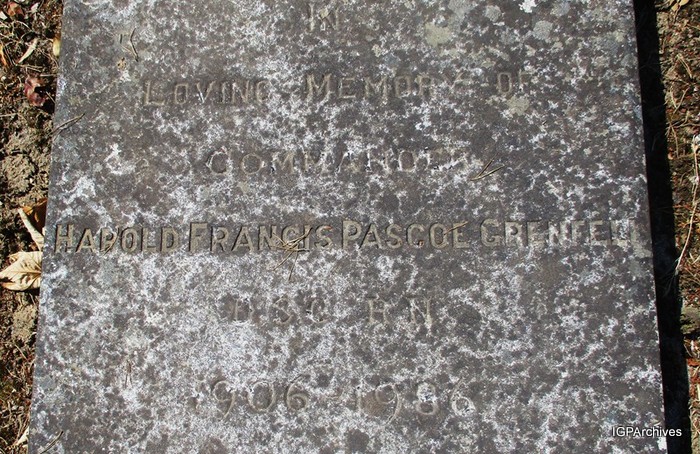 IN
LOVING MEMORY OF
COMMANDER
HAROLD FRANCIS PASCOE GRENFELL
D.S.C. R.N.
1906-1986
IGPArchives